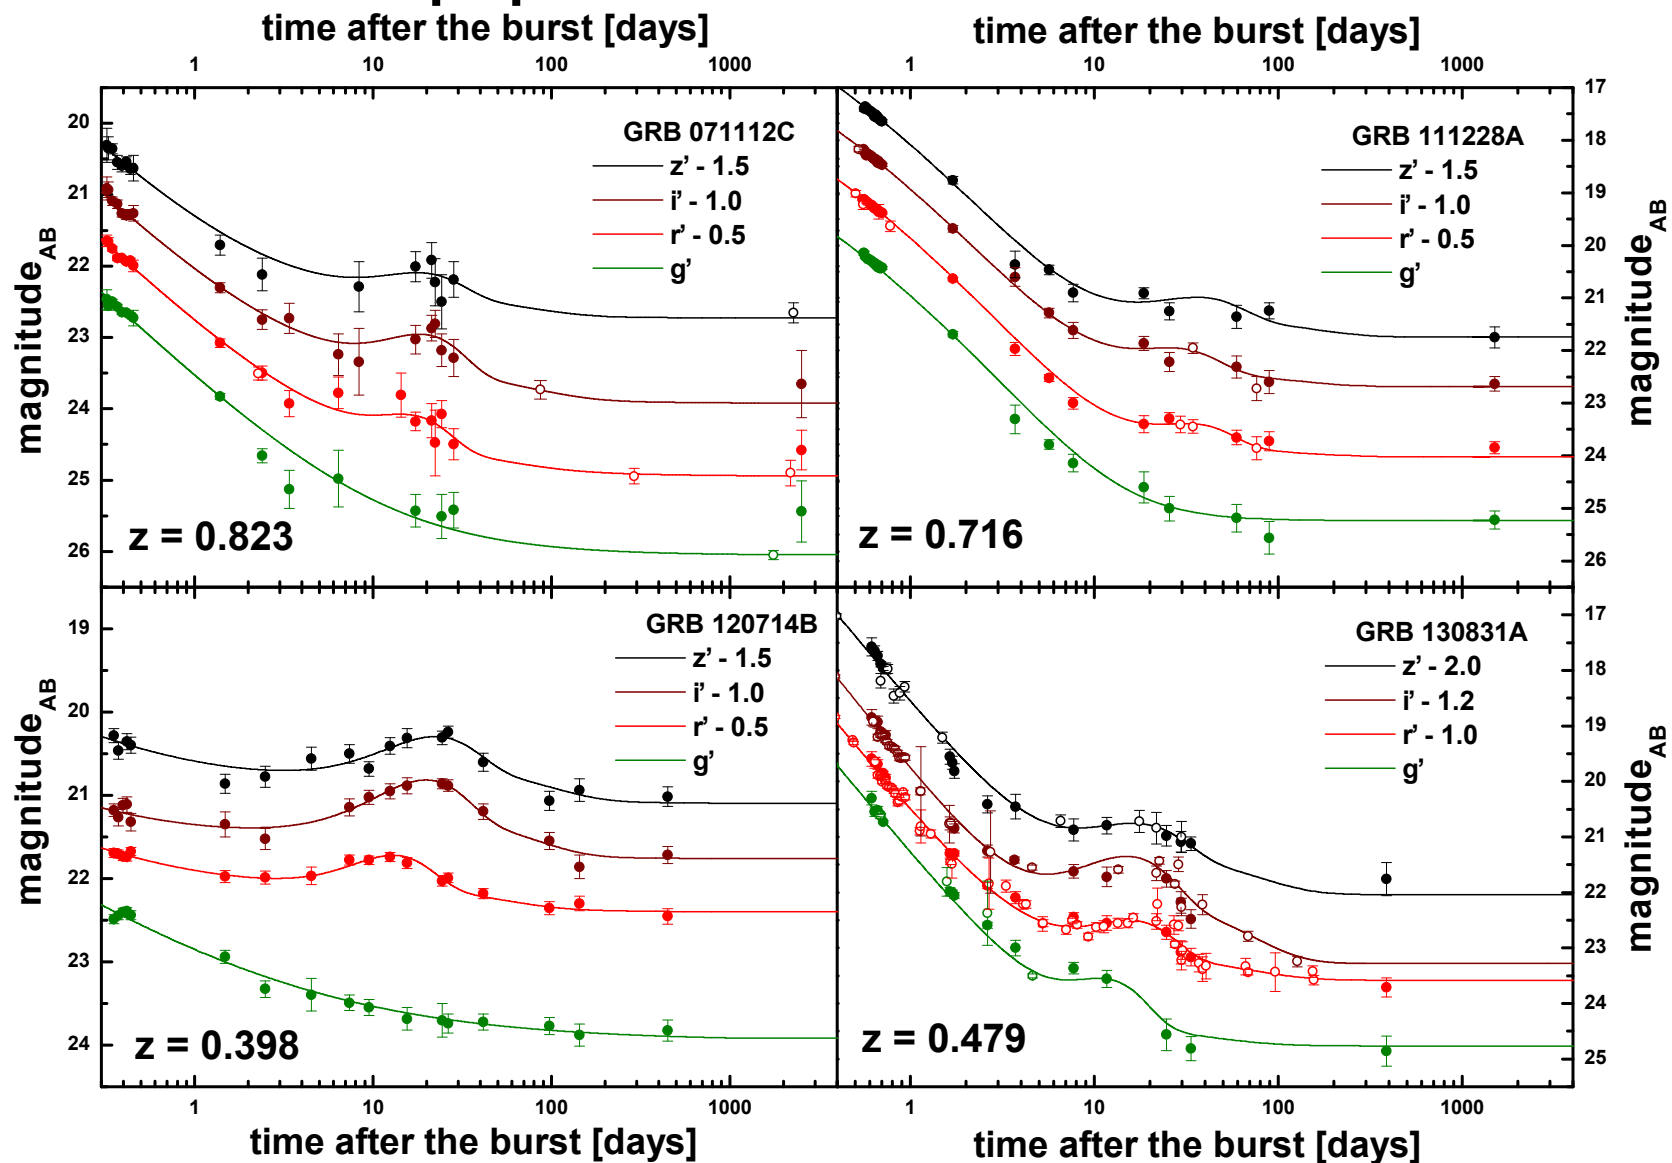 time after the burst [days]
time after the burst [days]
1 10 100 1000
1 10 100 1000
magnitude_AB
20
21
22
23
24
25
26
GRB 071112C
z' - 1.5
i' - 1.0
r' - 0.5
g'
z = 0.823
GRB 111228A
z' - 1.5
i' - 1.0
r' - 0.5
g'
z = 0.716
17
18
19
20
21
22
23
24
25
26
magnitude_AB
magnitude_AB
19
20
21
22
23
24
GRB 120714B
z' - 1.5
i' - 1.0
r' - 0.5
g'
z = 0.398
GRB 130831A
z' - 2.0
i' - 1.2
r' - 1.0
g'
z = 0.479
17
18
19
20
21
22
23
24
25
magnitude_AB
1 10 100 1000
1 10 100 1000
time after the burst [days]
time after the burst [days]